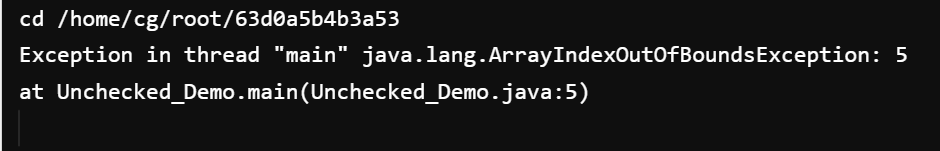 cd /home/cg/root/63d0a5b4b3a53
Exception in thread "main" java.lang.ArrayIndexOutOfBoundsException: 5
at Unchecked_Demo.main(Unchecked_Demo.java:5)